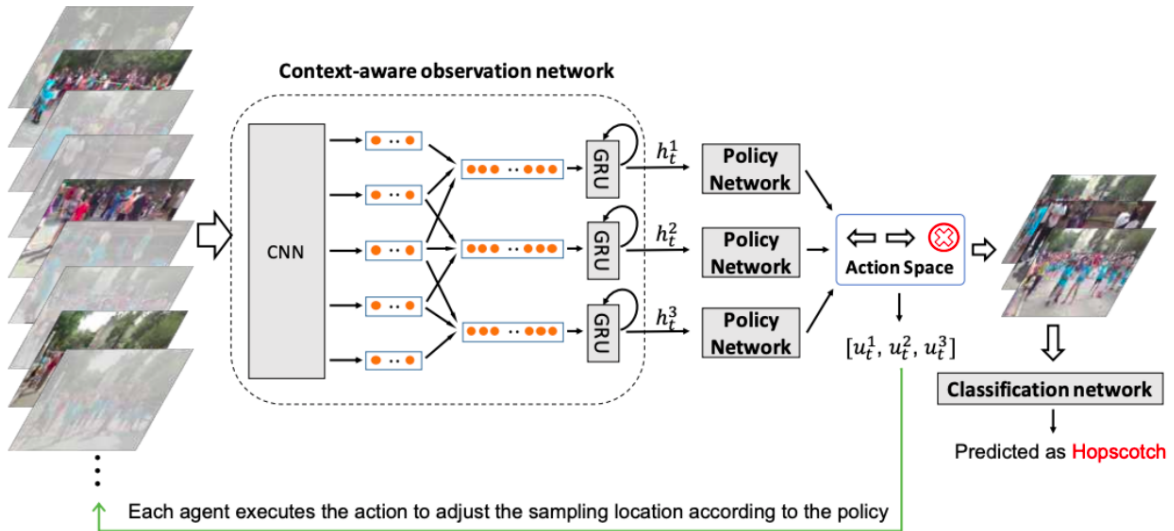 Context-aware observation network
CNN
GRU
GRU
GRU
h_t^1
h_t^2
h_t^3
Policy
Network
Policy
Network
Policy
Network
Action Space
[u_t^1, u_t^2, u_t^3]
Classification network
Predicted as Hopscotch
Each agent executes the action to adjust the sampling location according to the policy